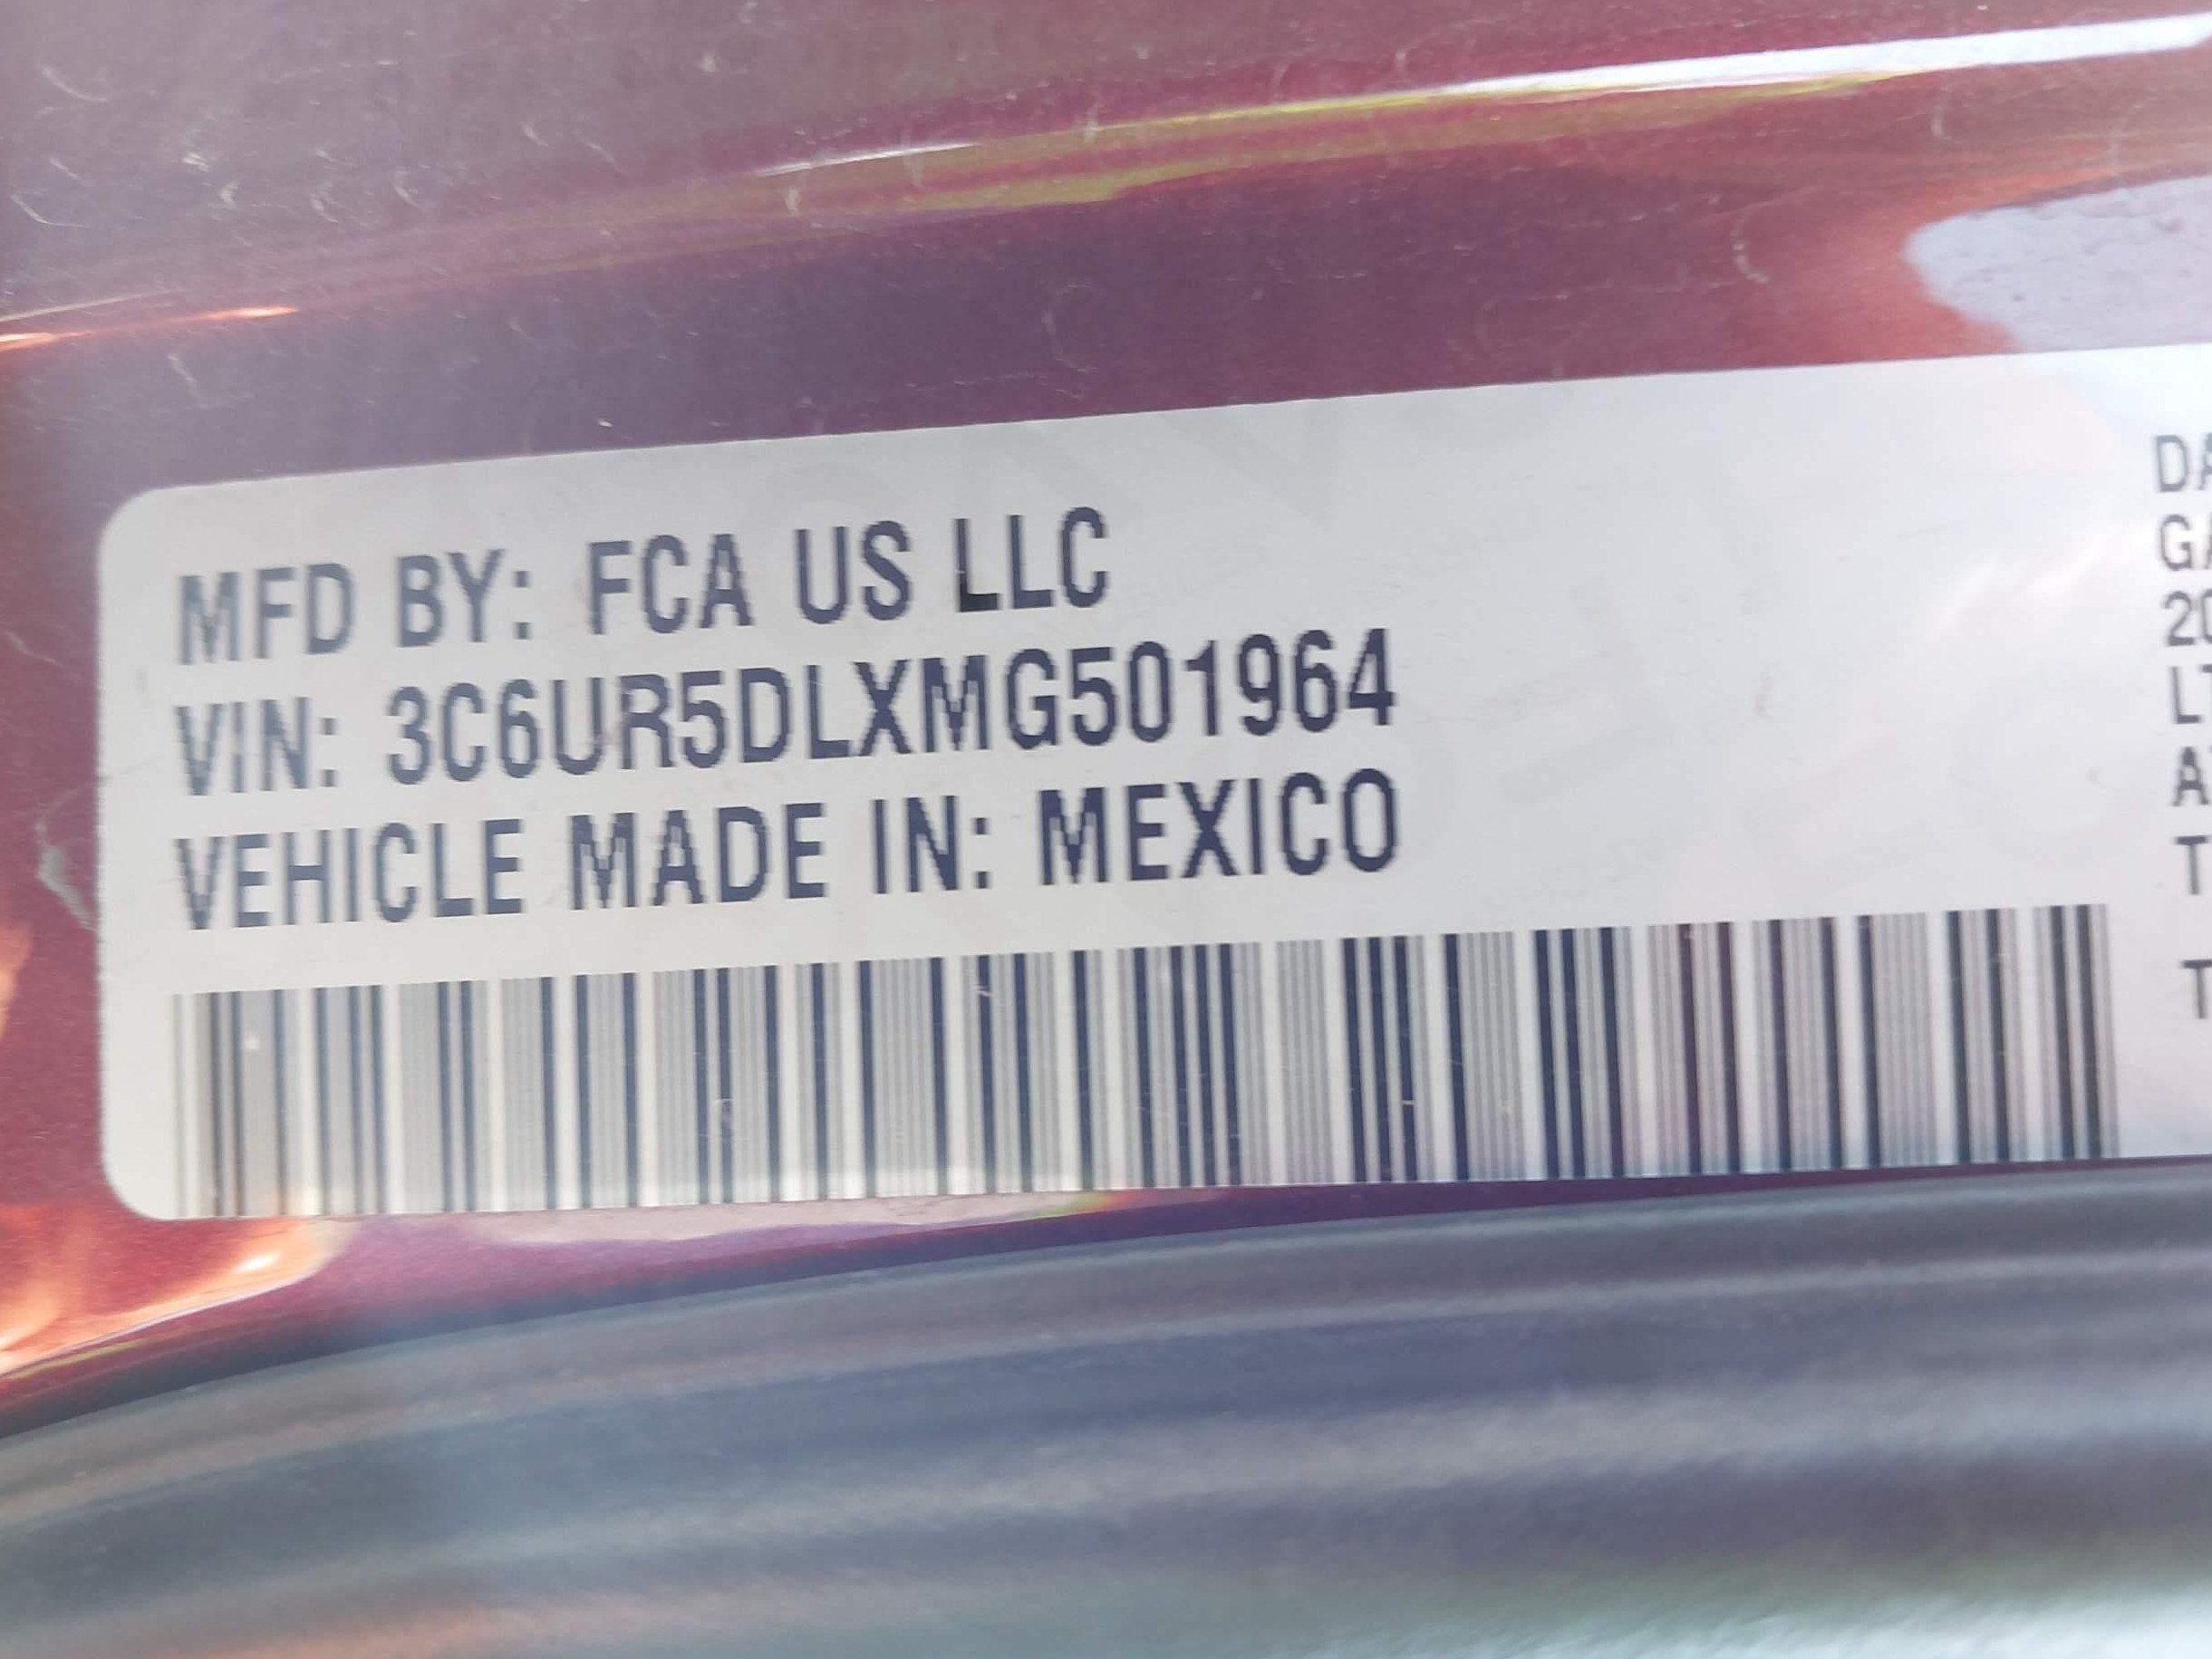 MFD BY: FCA US LLC
VIN: 3C6UR5DLXMG501964
VEHICLE MADE IN: MEXICO